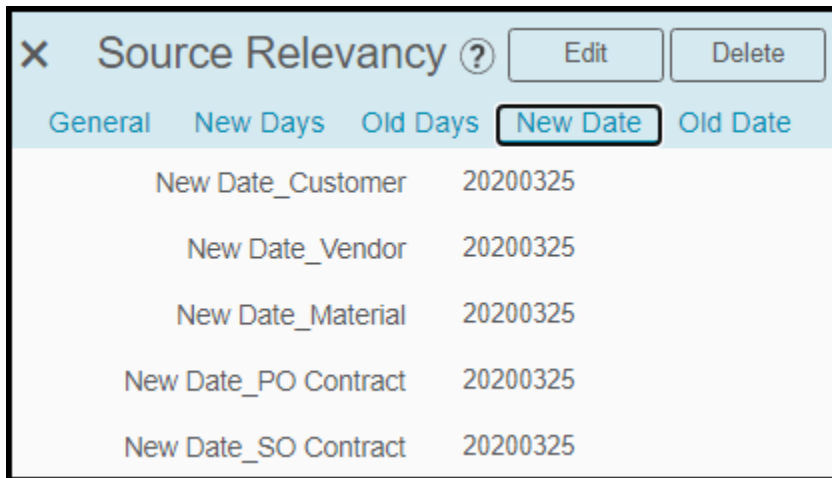 × Source Relevancy ? Edit Delete
General New Days Old Days New Date Old Date
New Date_Customer 20200325
New Date_Vendor 20200325
New Date_Material 20200325
New Date_PO Contract 20200325
New Date_SO Contract 20200325